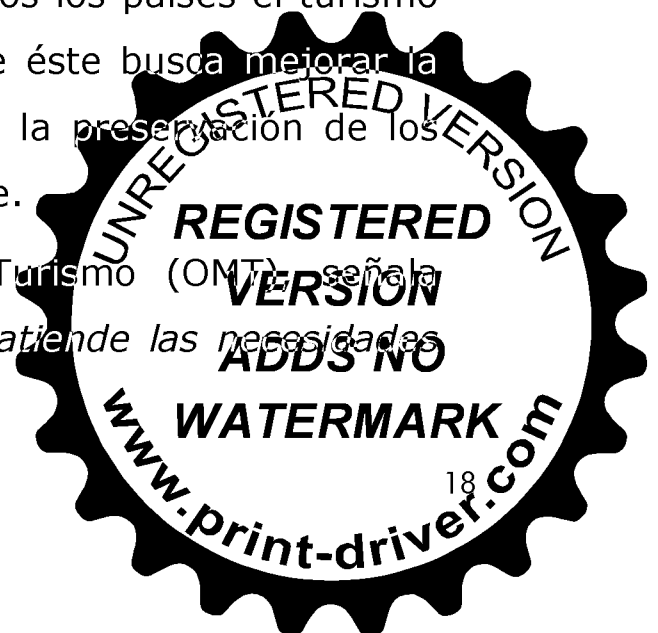 os los países el turismo
e éste busca mejorar la
la preservación de los
e.
Turismo (OMT), señala
atiende las necesidades
18
UNREGISTERED VERSION
REGISTERED
VERSION
ADDS NO
WATERMARK
www.print-driver.com